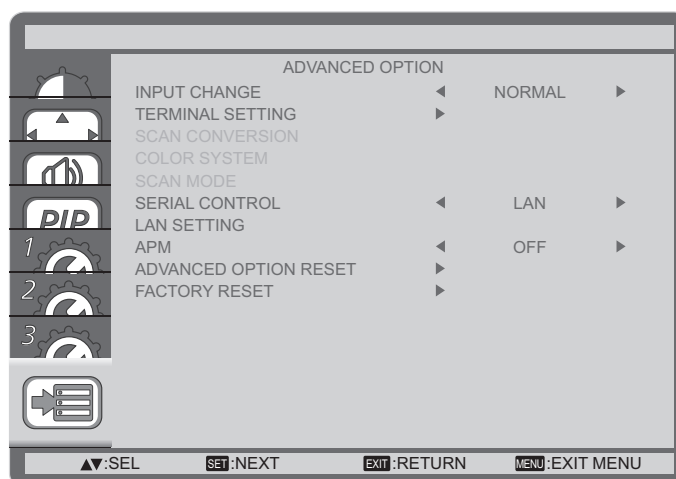 ADVANCED OPTION
INPUT CHANGE ◀ NORMAL ▶
TERMINAL SETTING ▶
SCAN CONVERSION
COLOR SYSTEM
SCAN MODE
SERIAL CONTROL ◀ LAN ▶
LAN SETTING
APM ◀ OFF ▶
ADVANCED OPTION RESET ▶
FACTORY RESET ▶
PIP
1
2
3
▲▼:SEL SET:NEXT EXIT:RETURN MENU:EXIT MENU